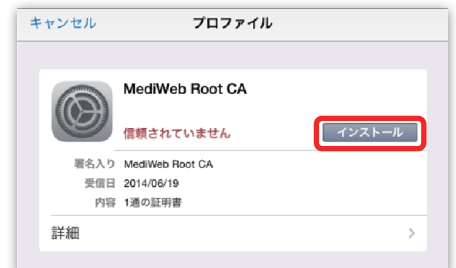 キャンセル プロファイル
MediWeb Root CA
信頼されていません インストール
署名入り MediWeb Root CA
受信日 2014/06/19
内容 1通の証明書
詳細